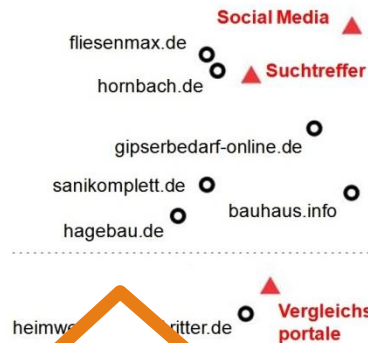 Social Media
fliesenmax.de
hornbach.de
Suchtreffer
gipserbedarf-online.de
sanikomplett.de
bauhaus.info
hagebau.de
ritter.de
Vergleichs
portale